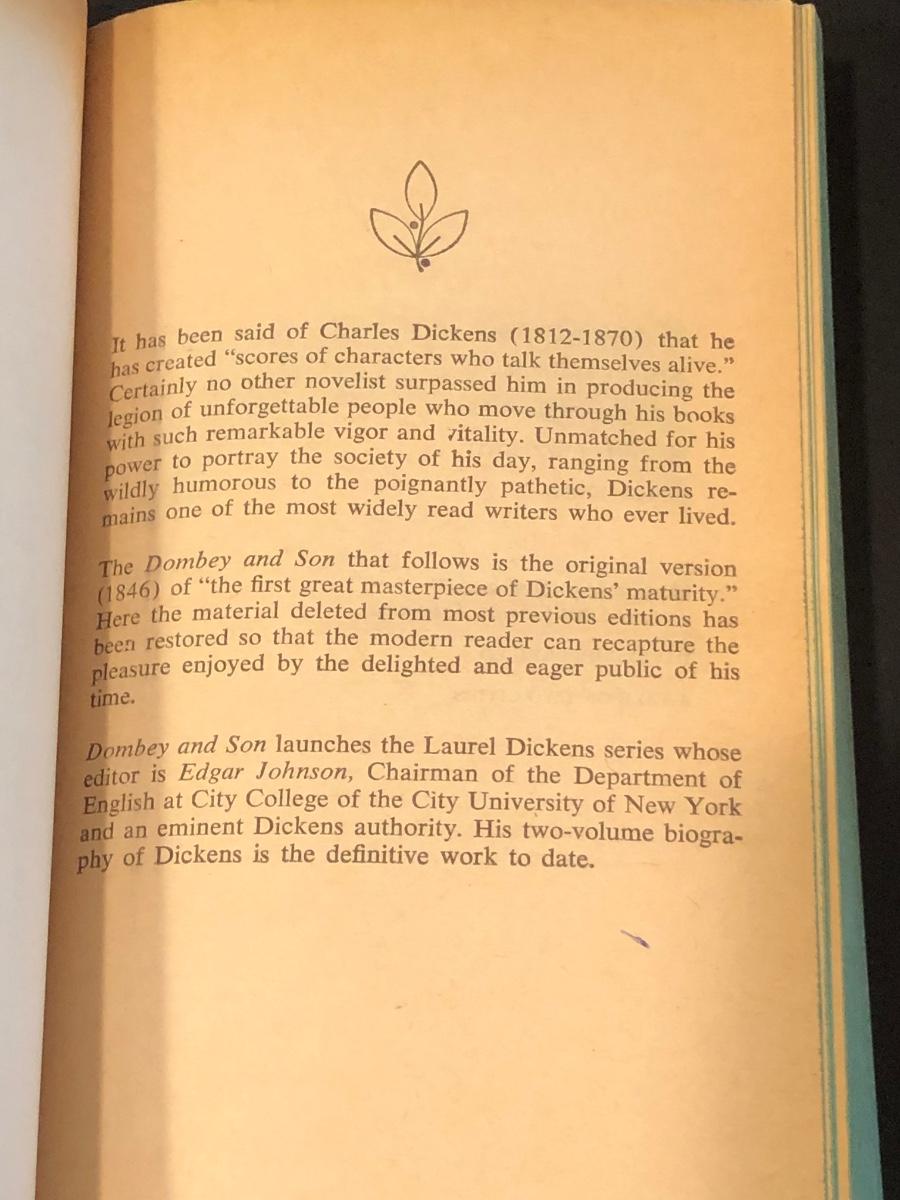 It has been said of Charles Dickens (1812-1870) that he
has created “scores of characters who talk themselves alive.”
Certainly no other novelist surpassed him in producing the
legion of unforgettable people who move through his books
with such remarkable vigor and vitality. Unmatched for his
power to portray the society of his day, ranging from the
wildly humorous to the poignantly pathetic, Dickens re-
mains one of the most widely read writers who ever lived.
The Dombey and Son that follows is the original version
(1846) of “the first great masterpiece of Dickens’ maturity.”
Here the material deleted from most previous editions has
been restored so that the modern reader can recapture the
pleasure enjoyed by the delighted and eager public of his
time.
Dombey and Son launches the Laurel Dickens series whose
editor is Edgar Johnson, Chairman of the Department of
English at City College of the City University of New York
and an eminent Dickens authority. His two-volume biogra-
phy of Dickens is the definitive work to date.